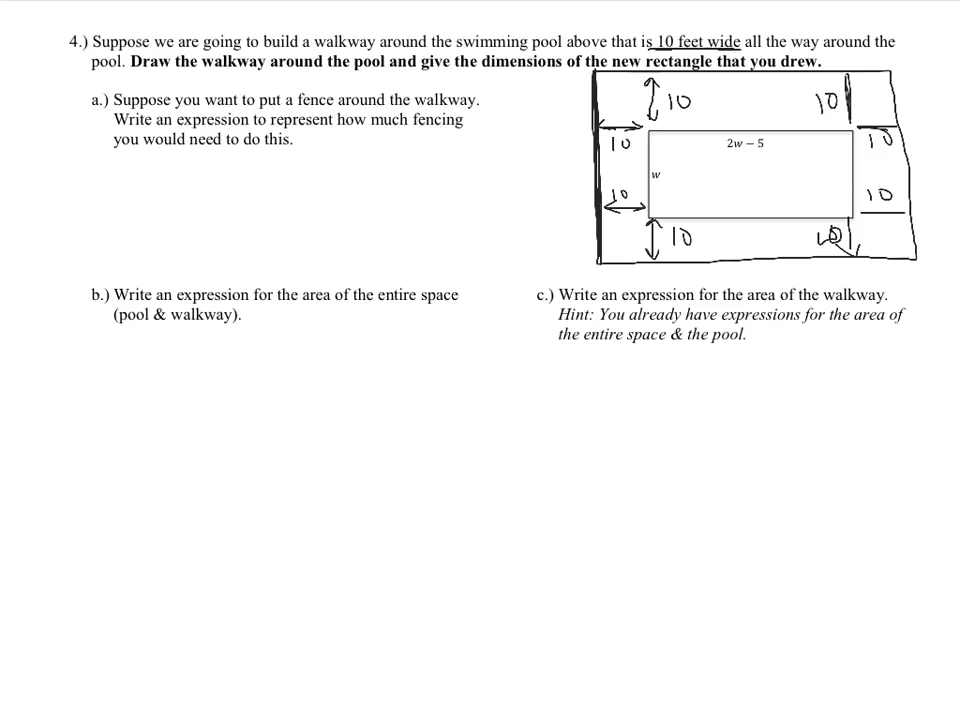 4.) Suppose we are going to build a walkway around the swimming pool above that is 10 feet wide all the way around the
pool. Draw the walkway around the pool and give the dimensions of the new rectangle that you drew.
a.) Suppose you want to put a fence around the walkway.
Write an expression to represent how much fencing
you would need to do this.
10
10
10
10
2w – 5
w
10
10
10
10
b.) Write an expression for the area of the entire space
(pool & walkway).
c.) Write an expression for the area of the walkway.
Hint: You already have expressions for the area of
the entire space & the pool.